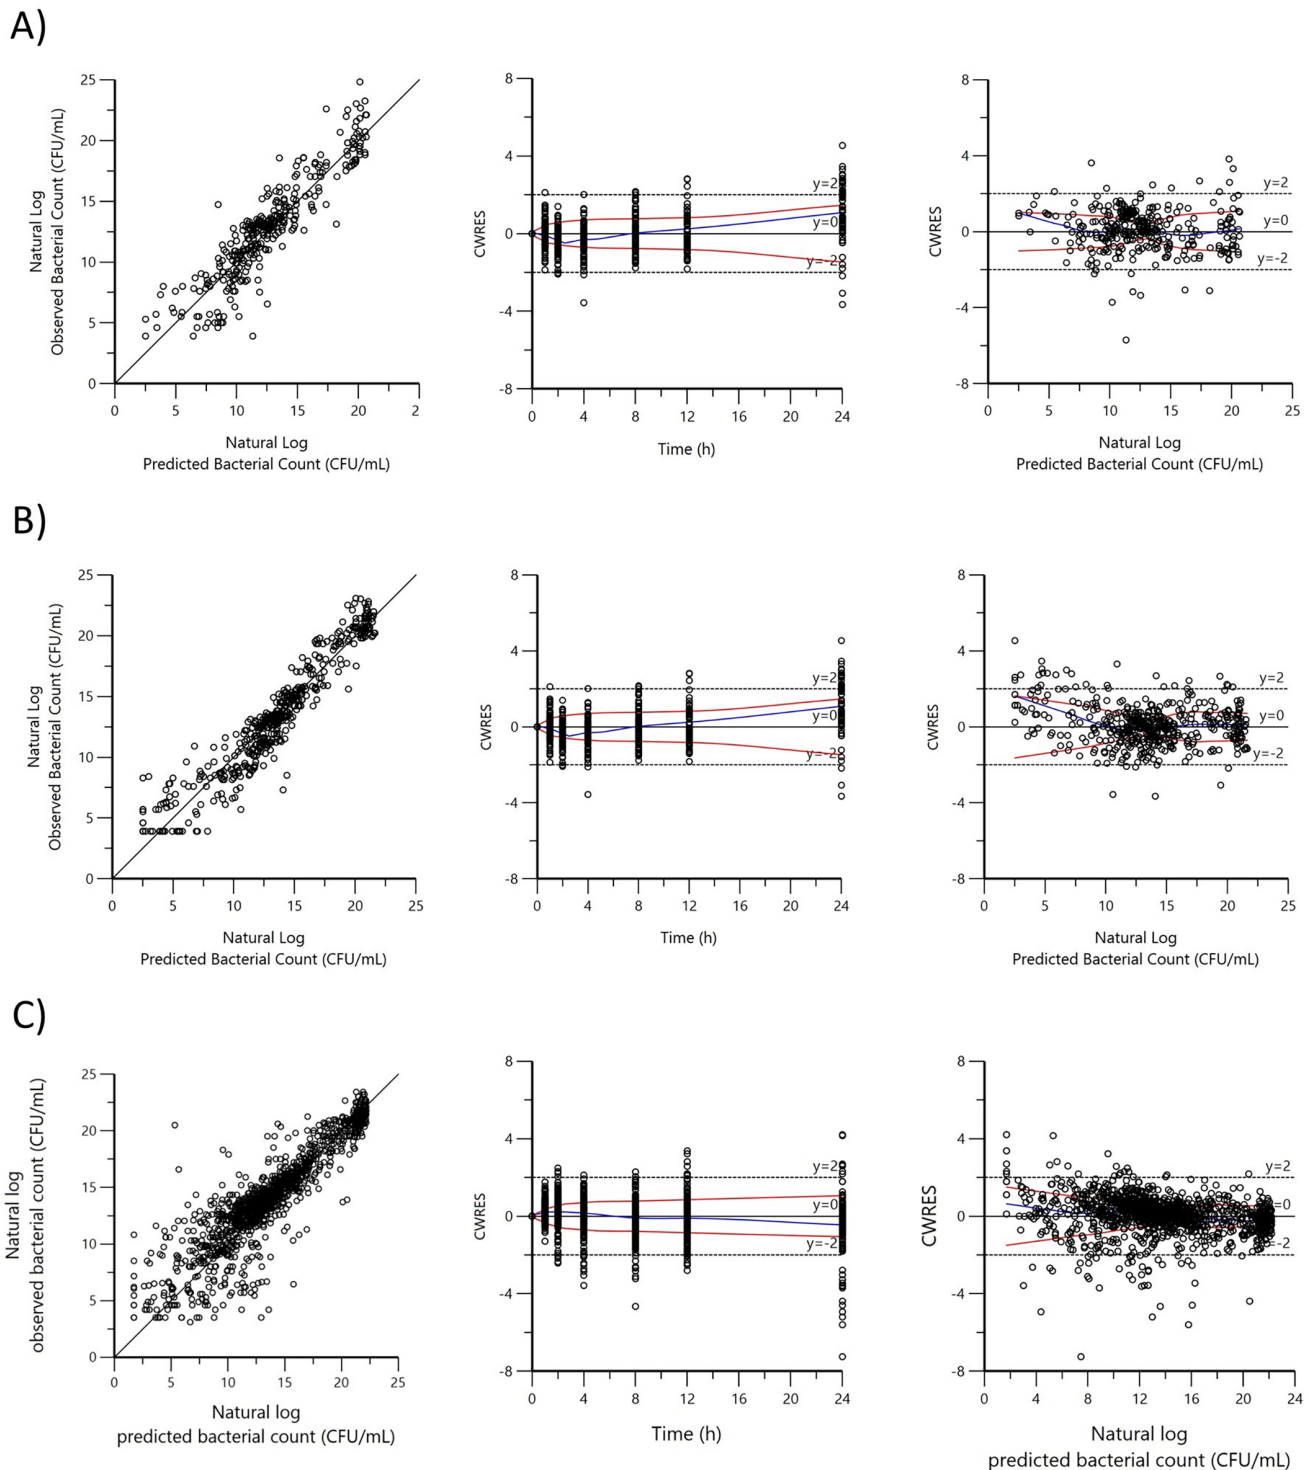 A)
25
20
15
10
5
0
0 5 10 15 20 2
Natural Log
Observed Bacterial Count (CFU/mL)
Natural Log
Predicted Bacterial Count (CFU/mL)
8
4
0
-4
-8
CWRES
y=2
y=0
y=-2
0 4 8 12 16 20 24
Time (h)
8
4
0
-4
-8
CWRES
y=2
y=0
y=-2
0 5 10 15 20 25
Natural Log
Predicted Bacterial Count (CFU/mL)
B)
25
20
15
10
5
0
0 5 10 15 20 25
Natural Log
Observed Bacterial Count (CFU/mL)
Natural Log
Predicted Bacterial Count (CFU/mL)
8
4
0
-4
-8
CWRES
y=2
y=0
y=-2
0 4 8 12 16 20 24
Time (h)
8
4
0
-4
-8
CWRES
y=2
y=0
y=-2
0 5 10 15 20 25
Natural Log
Predicted Bacterial Count (CFU/mL)
C)
25
20
15
10
5
0
0 5 10 15 20 25
Natural log
observed bacterial count (CFU/mL)
Natural log
predicted bacterial count (CFU/mL)
8
4
0
-4
-8
CWRES
y=2
y=0
y=-2
0 4 8 12 16 20 24
Time (h)
8
4
0
-4
-8
CWRES
y=2
=0
=-2
0 4 8 12 16 20 24
Natural log
predicted bacterial count (CFU/mL)